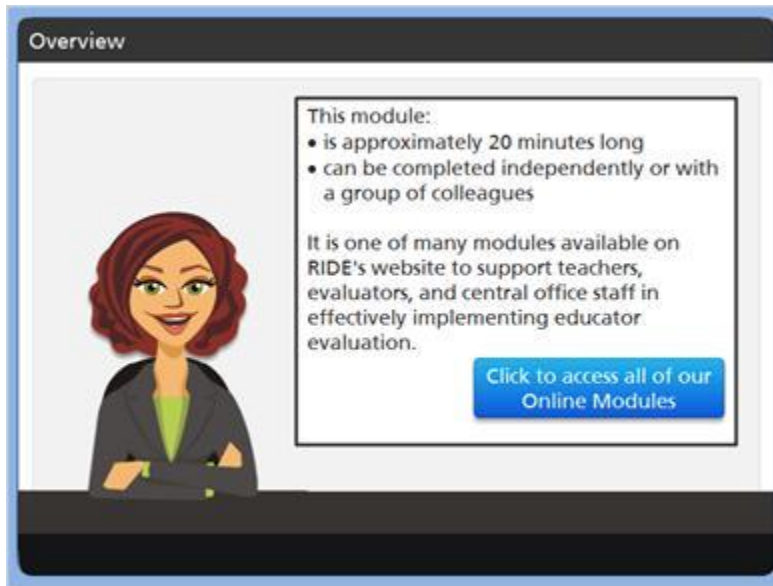 Overview
This module:
• is approximately 20 minutes long
• can be completed independently or with
a group of colleagues
It is one of many modules available on
RIDE's website to support teachers,
evaluators, and central office staff in
effectively implementing educator
evaluation.
Click to access all of our
Online Modules